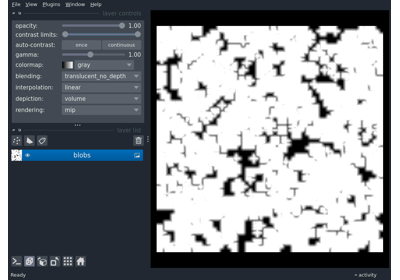 File View Plugins Window Help
layer controls
opacity: 1.00
contrast limits:
auto-contrast: once continuous
gamma: 1.00
colormap: gray
blending: translucent_no_depth
interpolation: linear
depiction: volume
rendering: mip
layer list
blobs
Ready activity